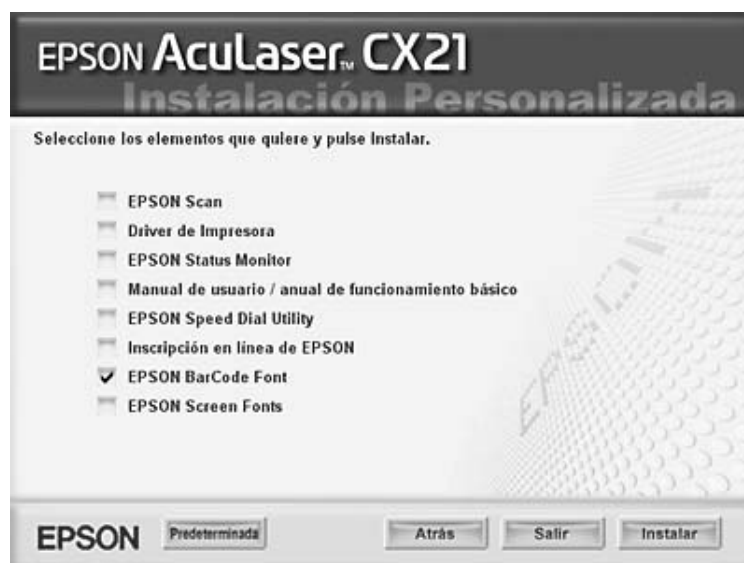 EPSON AcuLaser™ CX21
Instalación Personalizada
Seleccione los elementos que quiere y pulse Instalar.
EPSON Scan
Driver de Impresora
EPSON Status Monitor
Manual de usuario / anual de funcionamiento básico
EPSON Speed Dial Utility
Inscripción en línea de EPSON
EPSON BarCode Font
EPSON Screen Fonts
EPSON
EPSON Predeterminada Atrás Salir Instalar